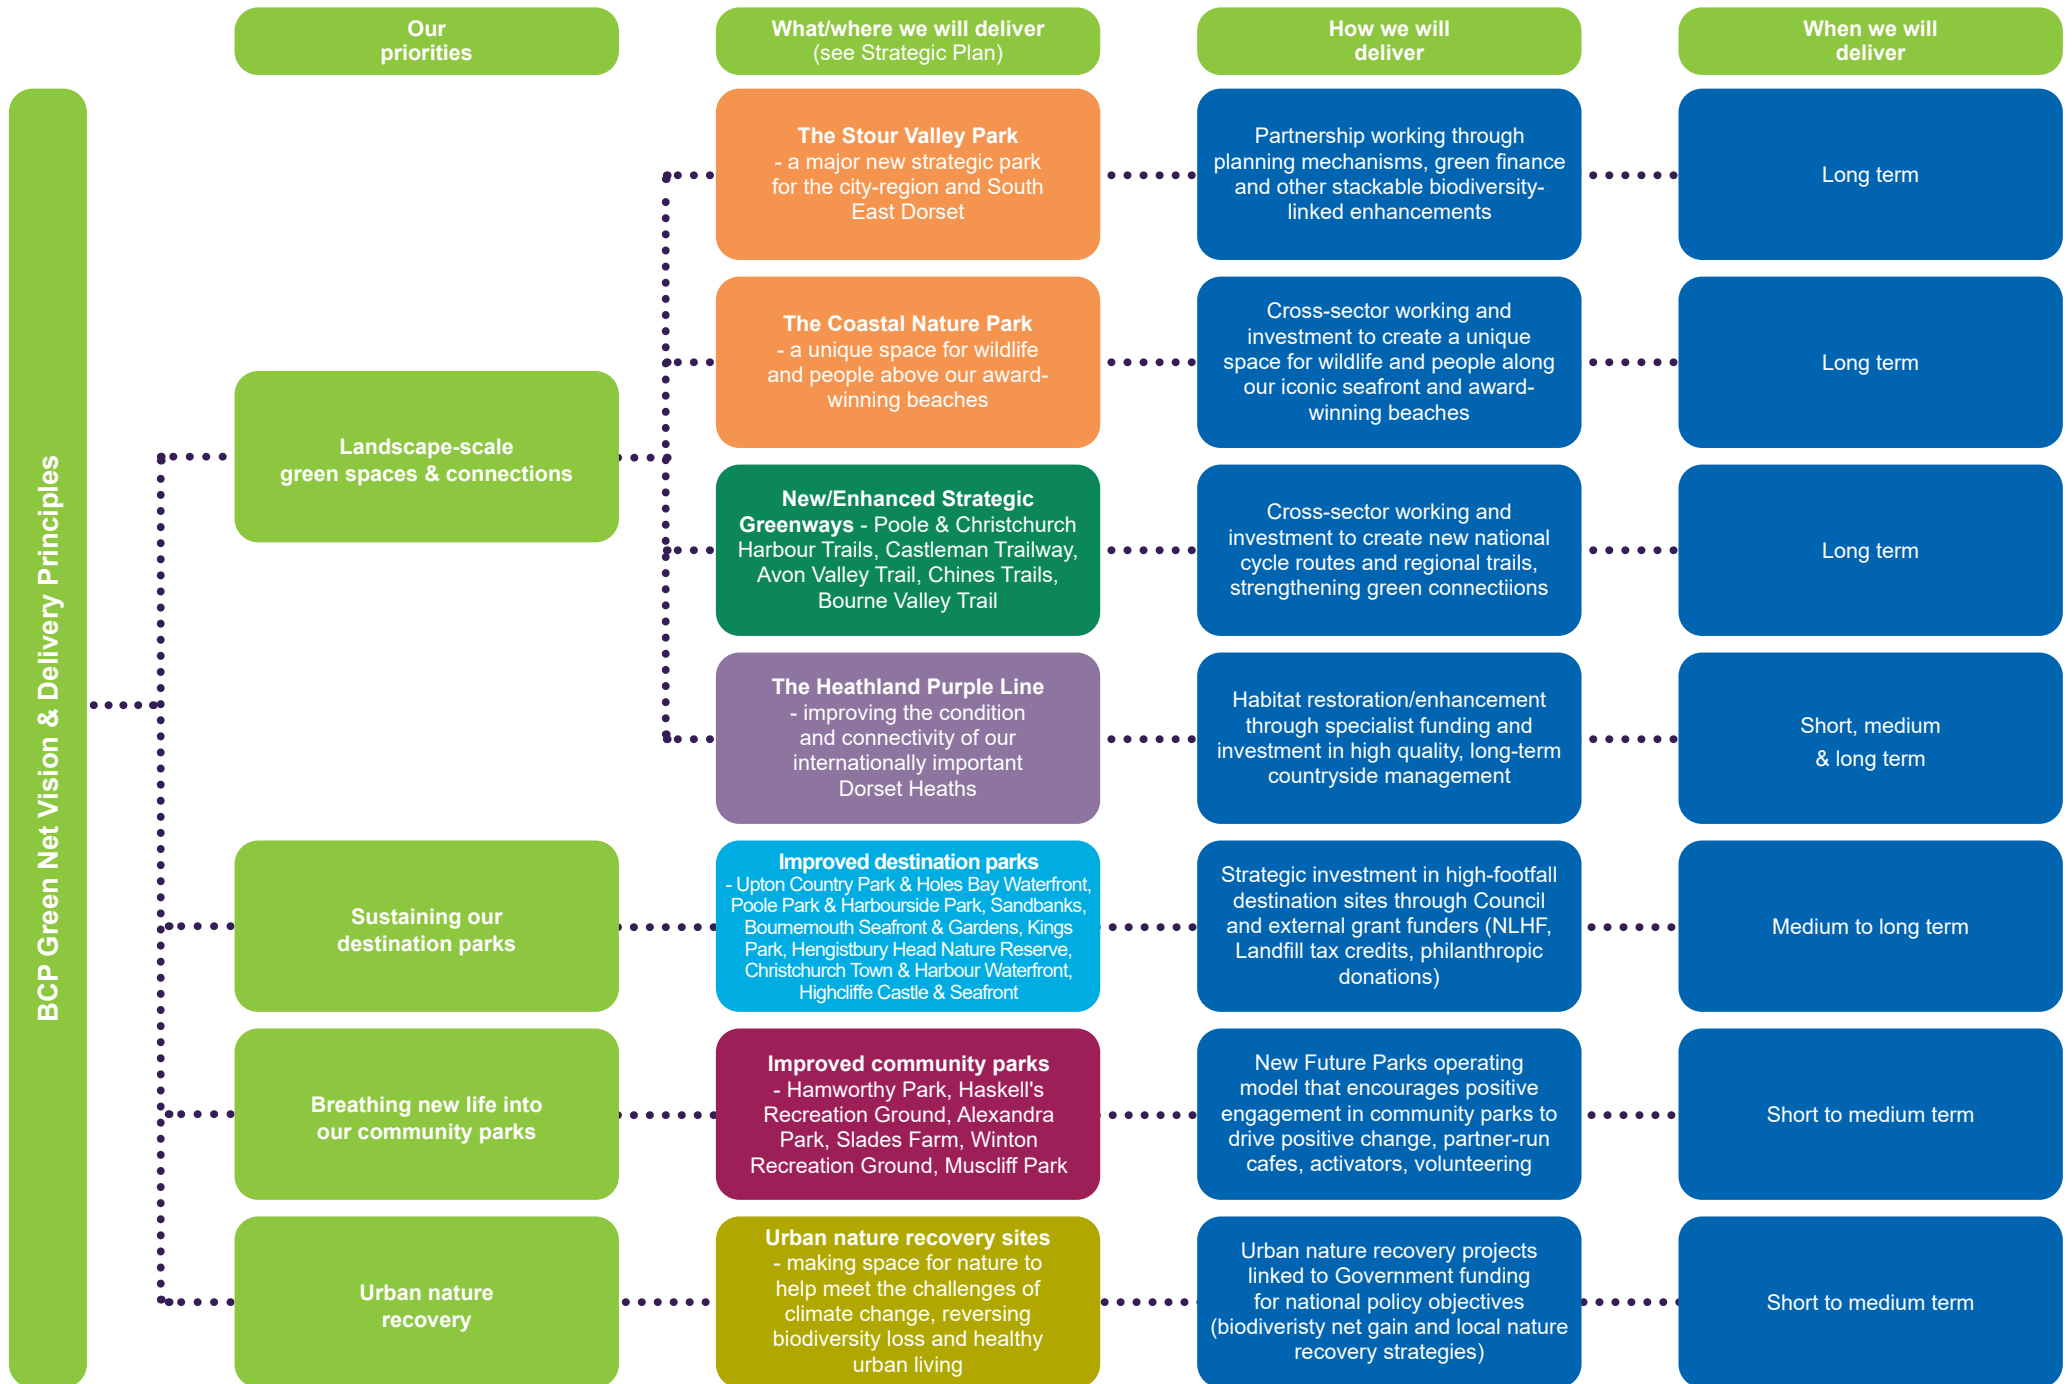 Our
priorities
What/where we will deliver
(see Strategic Plan)
How we will
deliver
When we will
deliver
BCP Green Net Vision & Delivery Principles
Landscape-scale
green spaces & connections
The Stour Valley Park
- a major new strategic park
for the city-region and South
East Dorset
Partnership working through
planning mechanisms, green finance
and other stackable biodiversity-
linked enhancements
Long term
The Coastal Nature Park
- a unique space for wildlife
and people above our award-
winning beaches
Cross-sector working and
investment to create a unique
space for wildlife and people along
our iconic seafront and award-
winning beaches
Long term
New/Enhanced Strategic
Greenways - Poole & Christchurch
Harbour Trails, Castleman Trailway,
Avon Valley Trail, Chines Trails,
Bourne Valley Trail
Cross-sector working and
investment to create new national
cycle routes and regional trails,
strengthening green connectiions
Long term
The Heathland Purple Line
- improving the condition
and connectivity of our
internationally important
Dorset Heaths
Habitat restoration/enhancement
through specialist funding and
investment in high quality, long-term
countryside management
Short, medium
& long term
Sustaining our
destination parks
Improved destination parks
- Upton Country Park & Holes Bay Waterfront,
Poole Park & Harbourside Park, Sandbanks,
Bournemouth Seafront & Gardens, Kings
Park, Hengistbury Head Nature Reserve,
Christchurch Town & Harbour Waterfront,
Highcliffe Castle & Seafront
Strategic investment in high-footfall
destination sites through Council
and external grant funders (NLHF,
Landfill tax credits, philanthropic
donations)
Medium to long term
Breathing new life into
our community parks
Improved community parks
- Hamworthy Park, Haskell's
Recreation Ground, Alexandra
Park, Slades Farm, Winton
Recreation Ground, Muscliff Park
New Future Parks operating
model that encourages positive
engagement in community parks to
drive positive change, partner-run
cafes, activators, volunteering
Short to medium term
Urban nature
recovery
Urban nature recovery sites
- making space for nature to
help meet the challenges of
climate change, reversing
biodiversity loss and healthy
urban living
Urban nature recovery projects
linked to Government funding
for national policy objectives
(biodiveristy net gain and local nature
recovery strategies)
Short to medium term